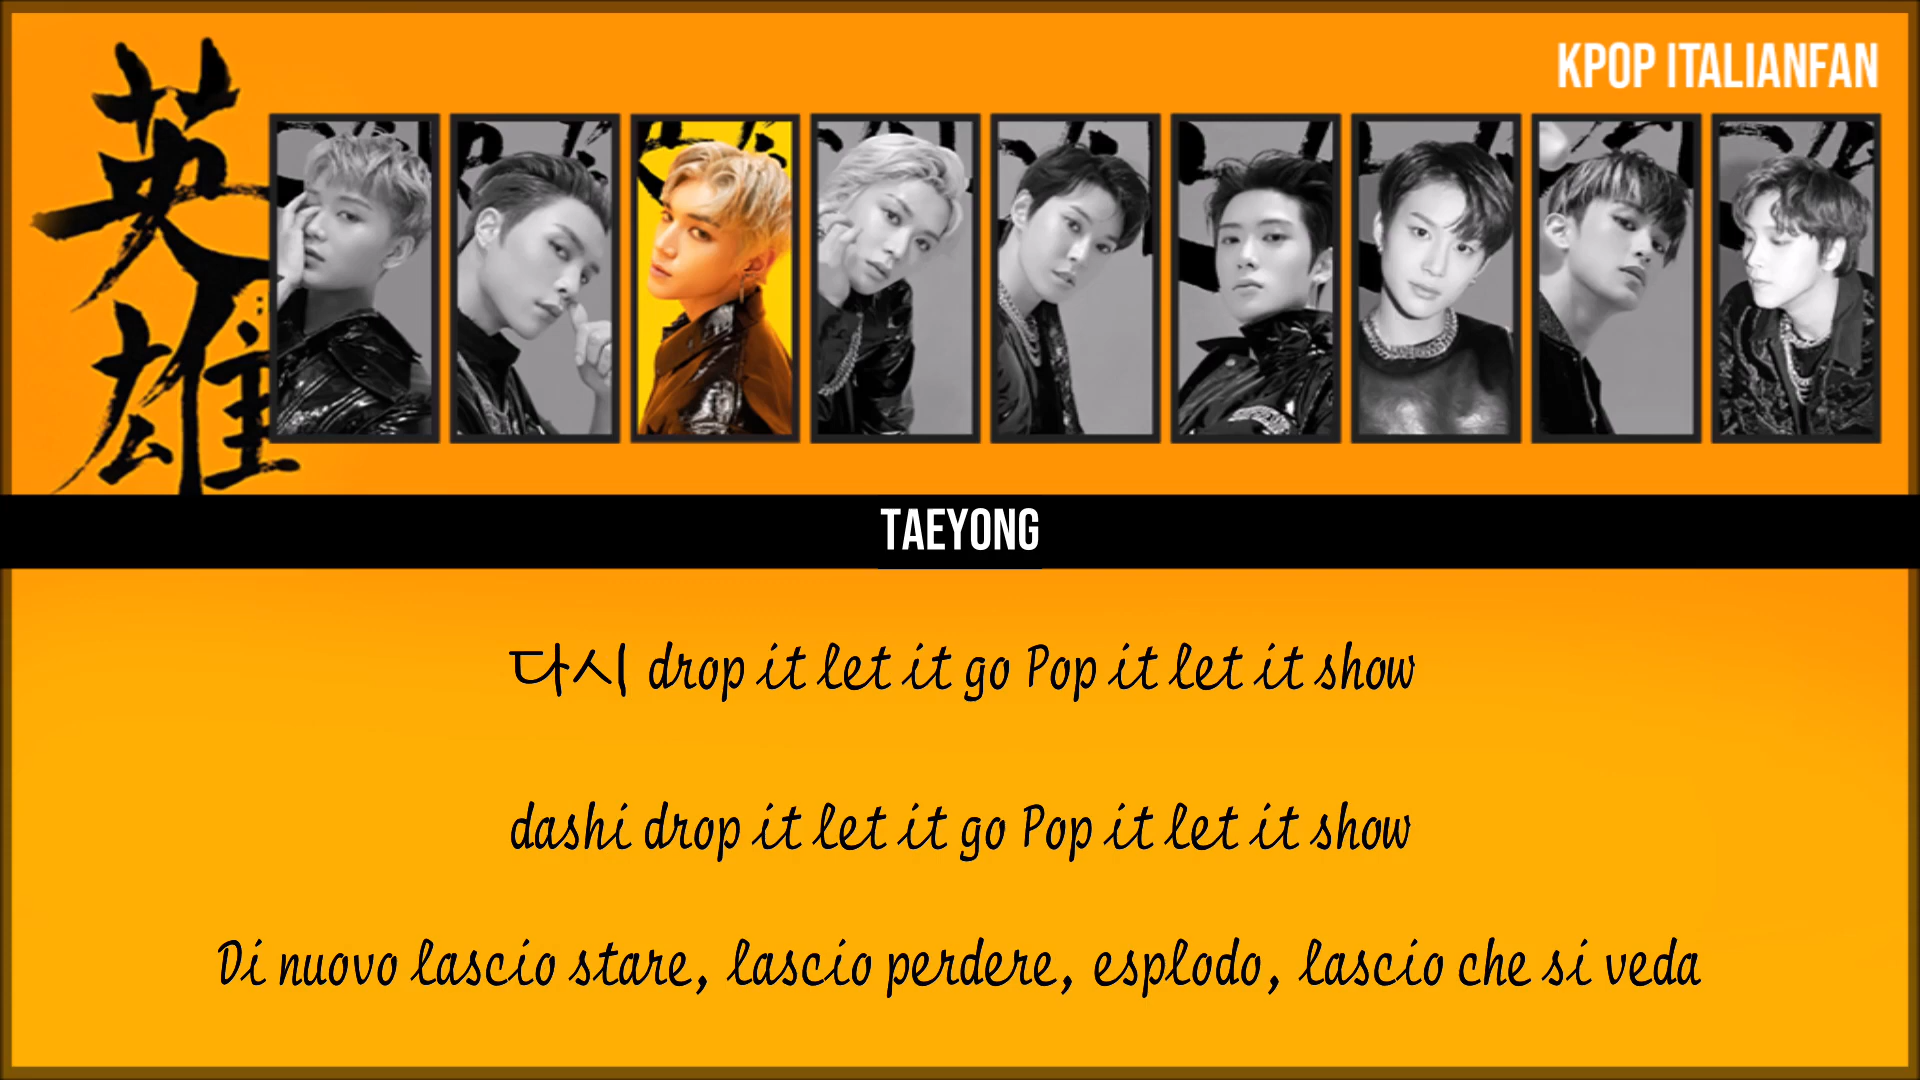 英雄
KPOP ITALIANFAN
TAEYONG
다시 drop it let it go Pop it let it show
dashi drop it let it go Pop it let it show
Di nuovo lascio stare, lascio perdere, esplodo, lascio che si veda